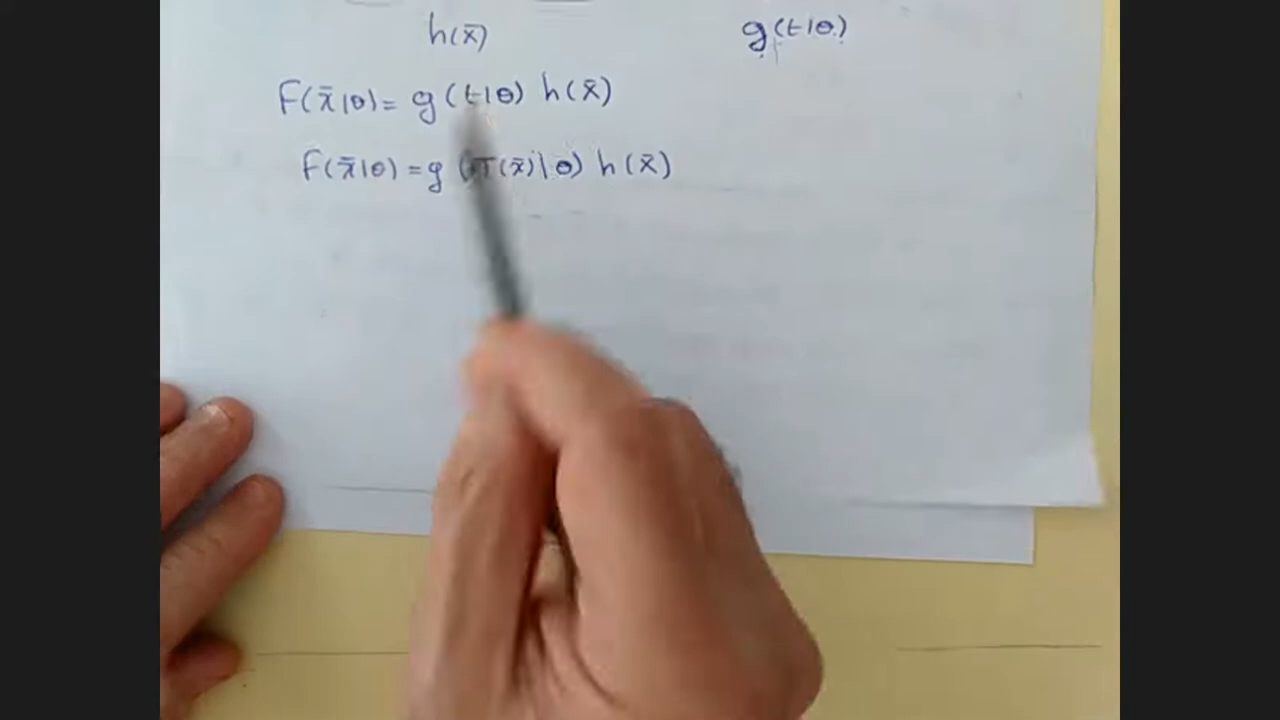 h(x̄) g(t|θ)
F(x̄|θ) = g(t|θ) h(x̄)
F(x̄|θ) = g(T(x̄)|θ) h(x̄)